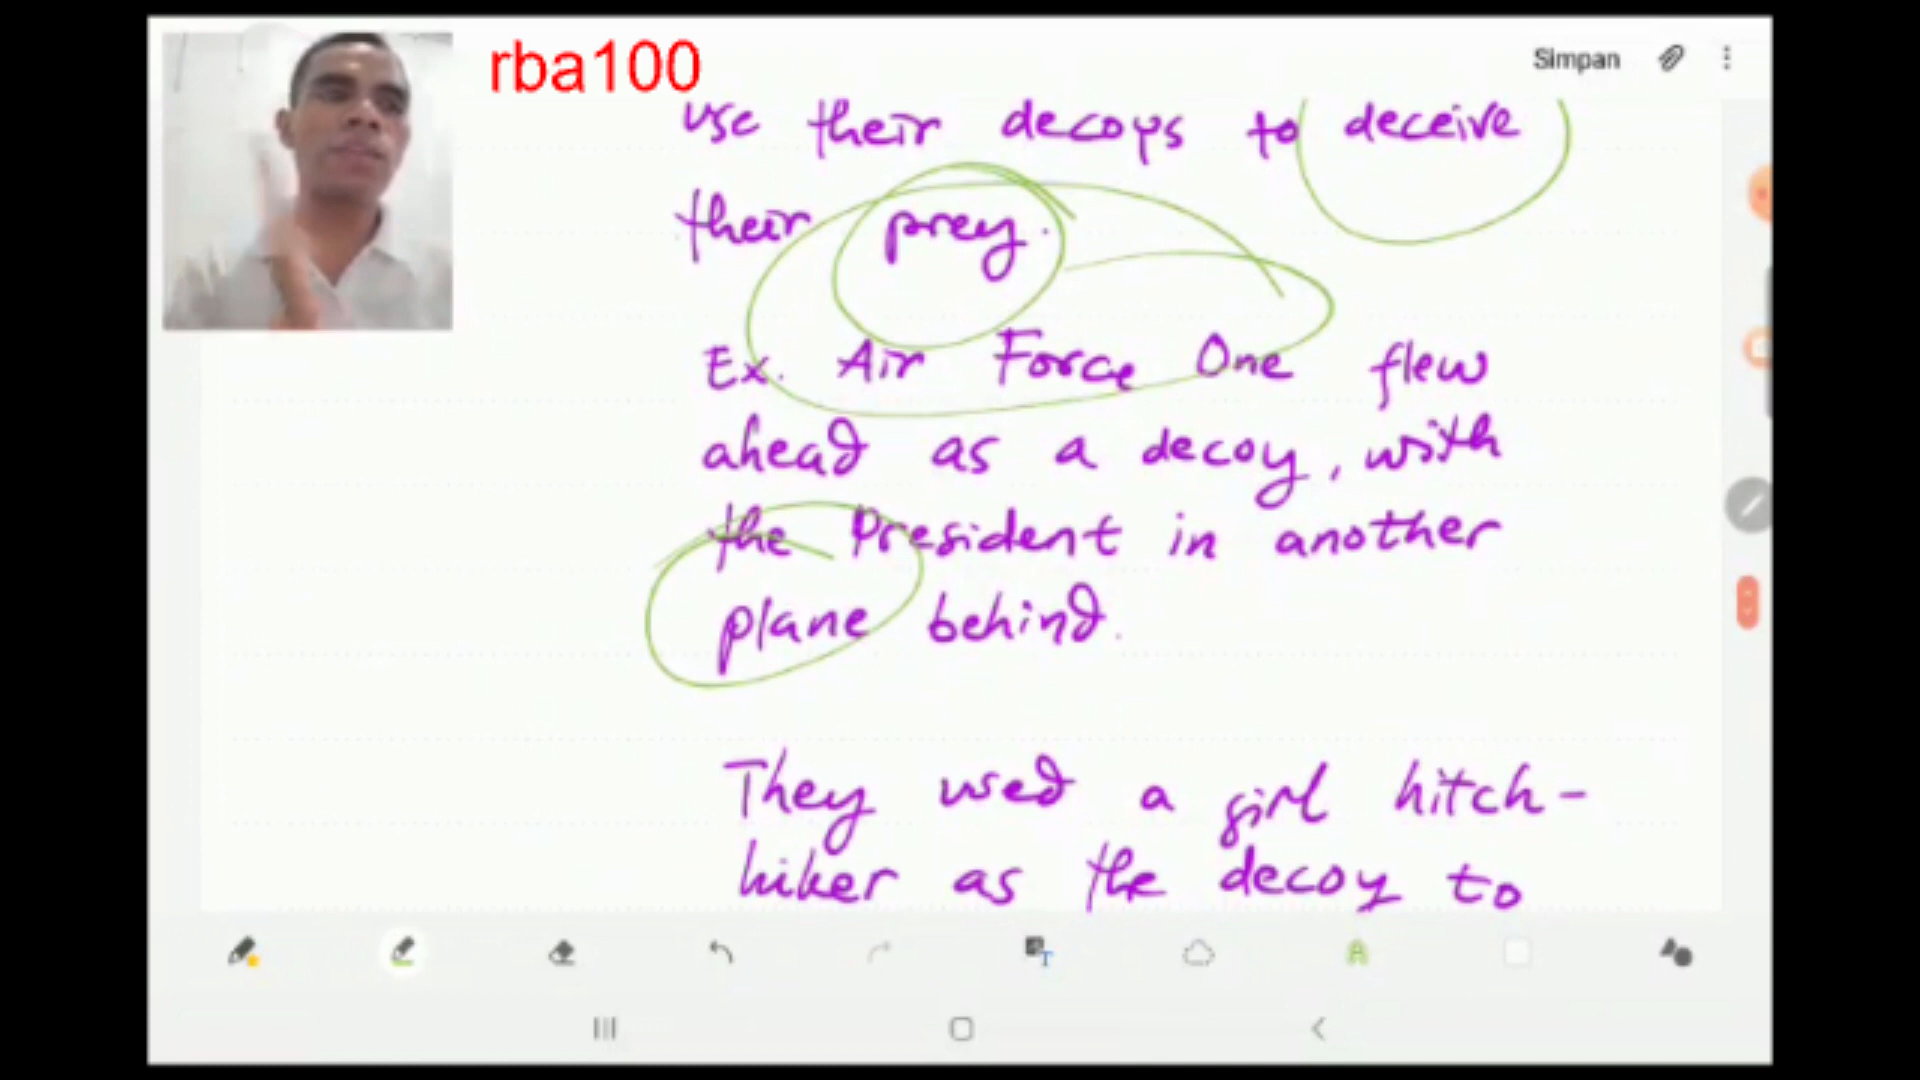 rba100
Simpan
use their decoys to deceive
their prey.
Ex. Air Force One flew
ahead as a decoy, with
the President in another
plane behind.
They used a girl hitch-
hiker as the decoy to